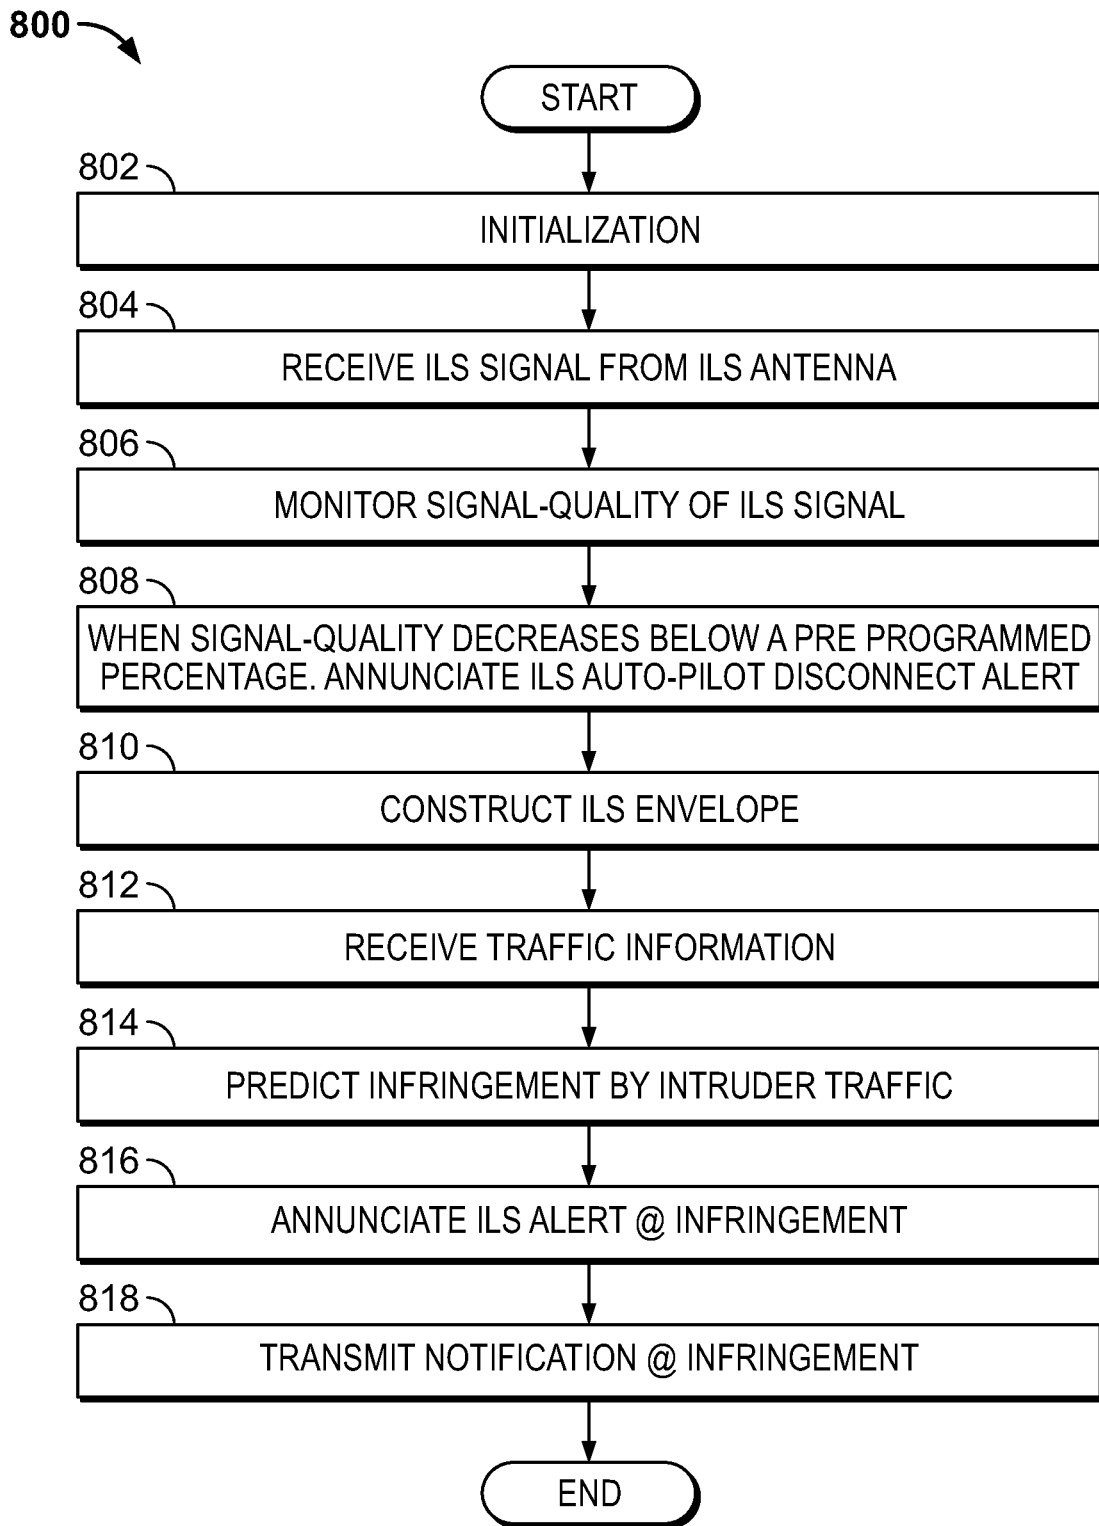 800
START
802
INITIALIZATION
804
RECEIVE ILS SIGNAL FROM ILS ANTENNA
806
MONITOR SIGNAL-QUALITY OF ILS SIGNAL
808
WHEN SIGNAL-QUALITY DECREASES BELOW A PRE PROGRAMMED
PERCENTAGE. ANNUNCIATE ILS AUTO-PILOT DISCONNECT ALERT
810
CONSTRUCT ILS ENVELOPE
812
RECEIVE TRAFFIC INFORMATION
814
PREDICT INFRINGEMENT BY INTRUDER TRAFFIC
816
ANNUNCIATE ILS ALERT @ INFRINGEMENT
818
TRANSMIT NOTIFICATION @ INFRINGEMENT
END